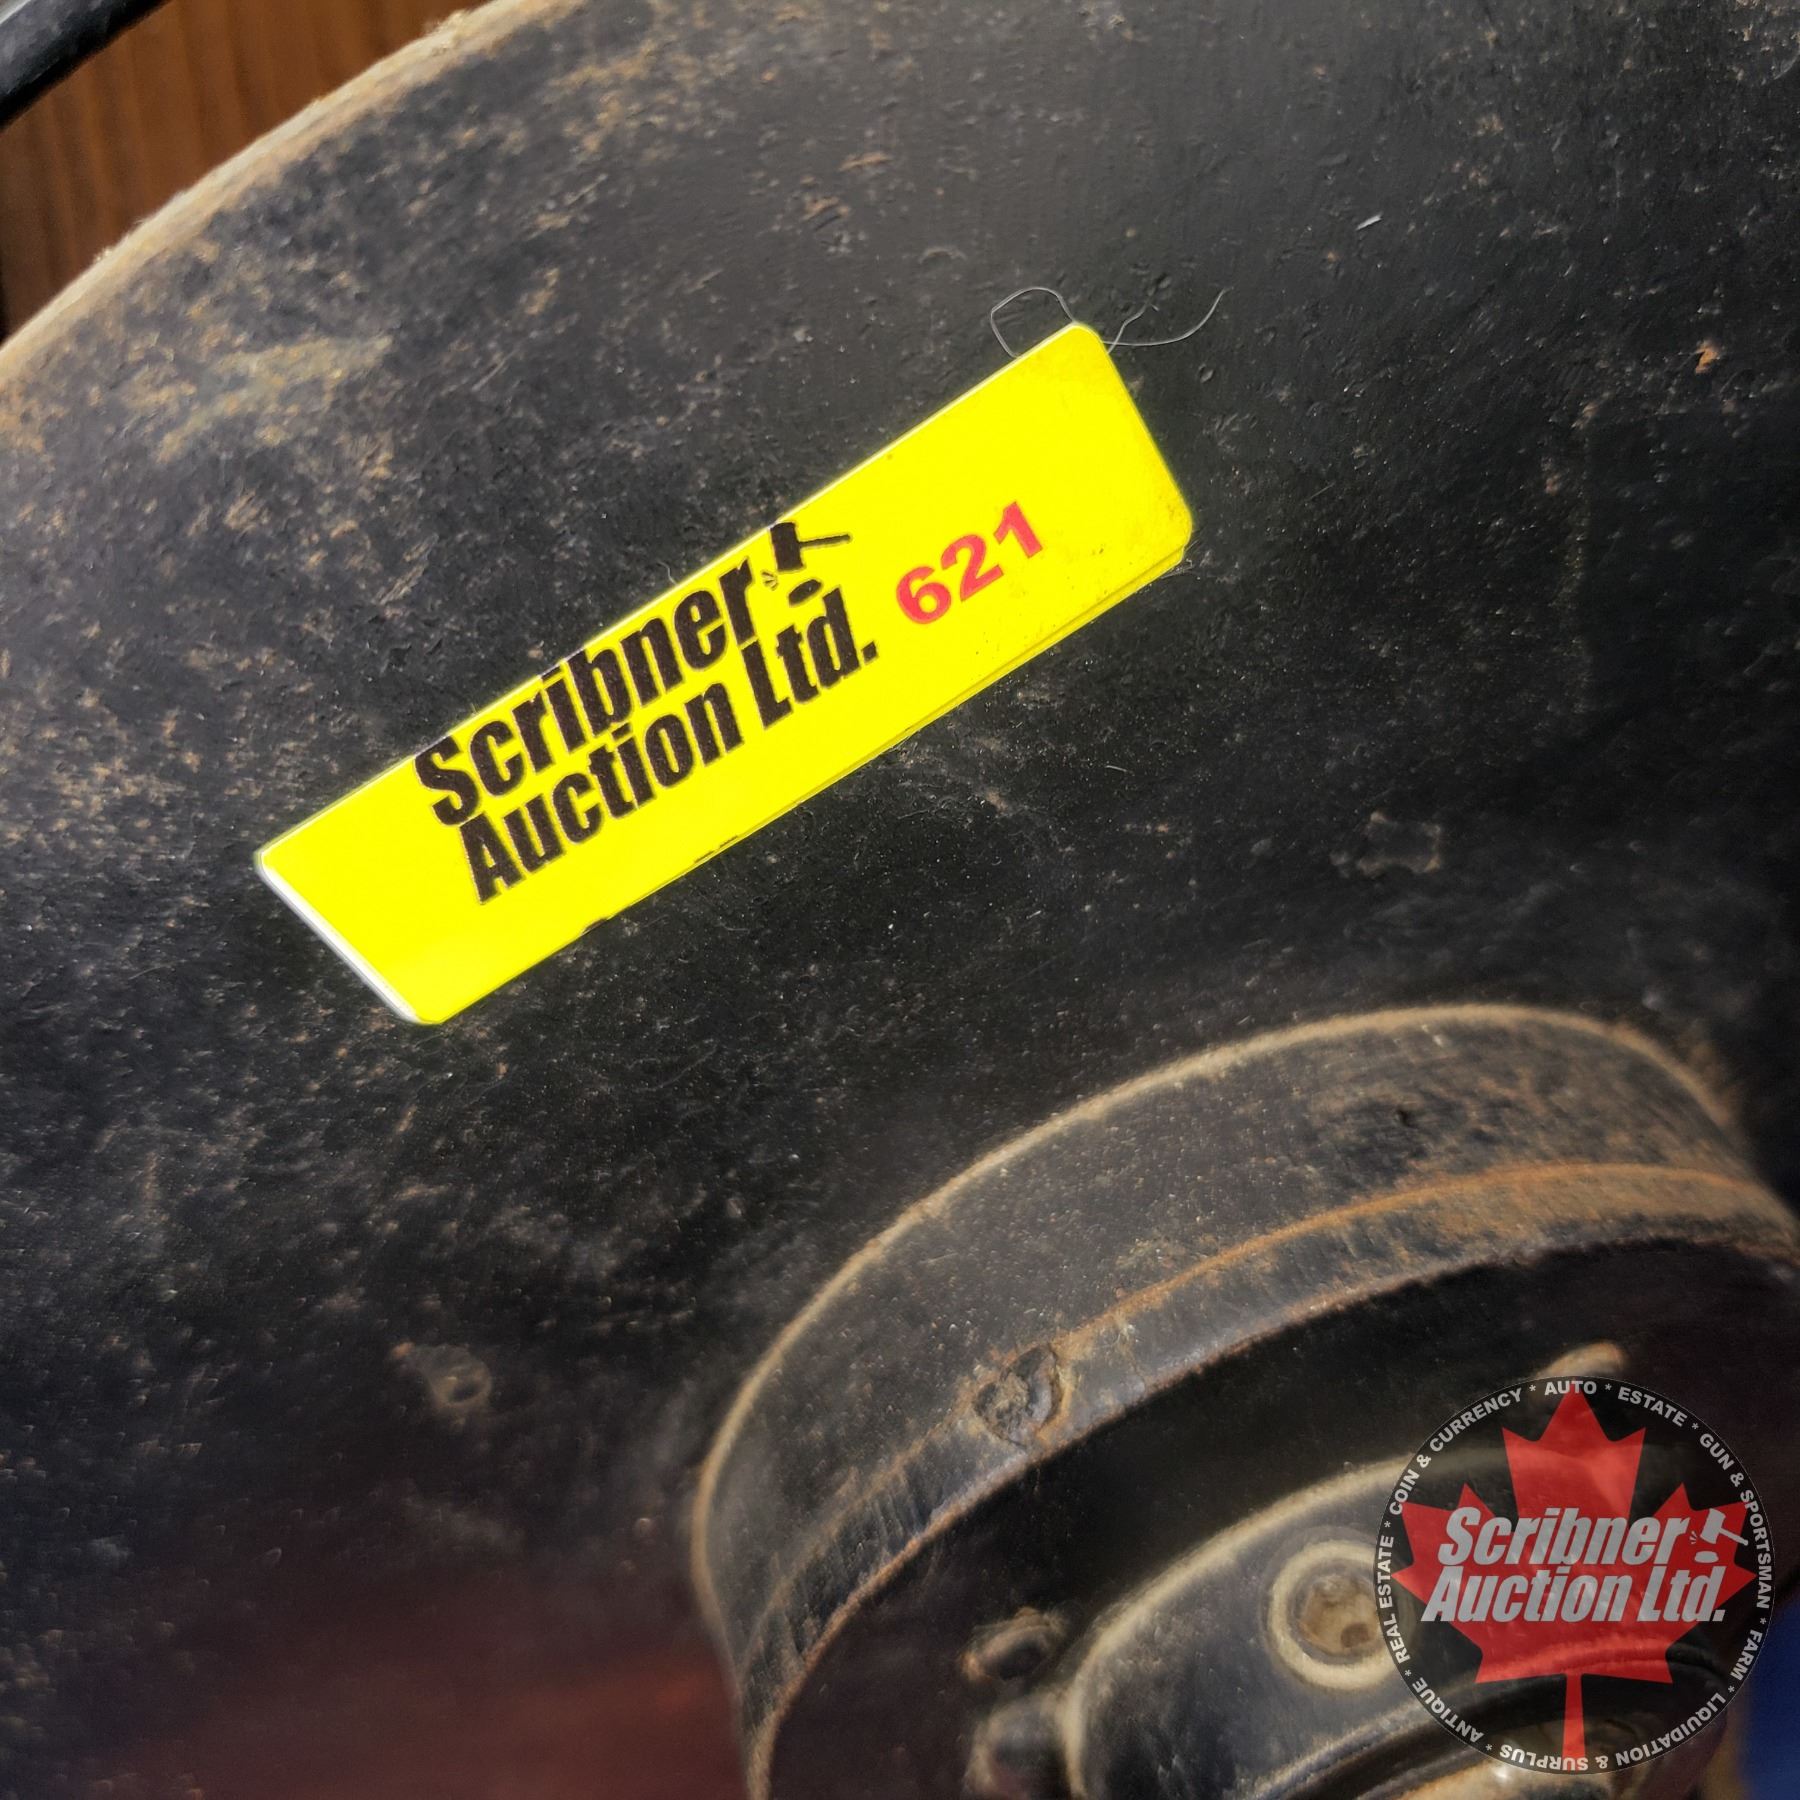 Scribner
Auction Ltd.
621
* AUTO * ESTATE * GUN & SPORTSMAN * FARM * LIQUIDATION & SURPLUS * ANTIQUE * REAL ESTATE * COIN & CURRENCY
Scribner
Auction Ltd.